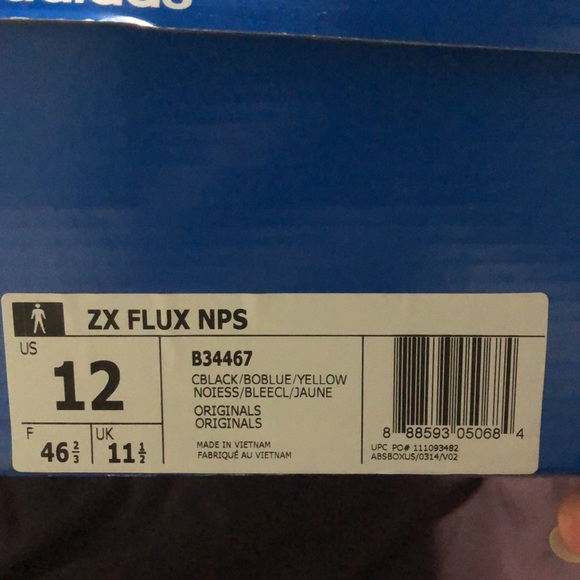 adidas
ZX FLUX NPS
US
12
F
46 2/3
UK
11 1/2
B34467
CBLACK/BOBLUE/YELLOW
NOIESS/BLEECL/JAUNE
ORIGINALS
ORIGINALS
MADE IN VIETNAM
FABRIQUÉ AU VIETNAM
8 88593 05068 4
UPC PO# 111093482
ABSBOXUS/0314/V02